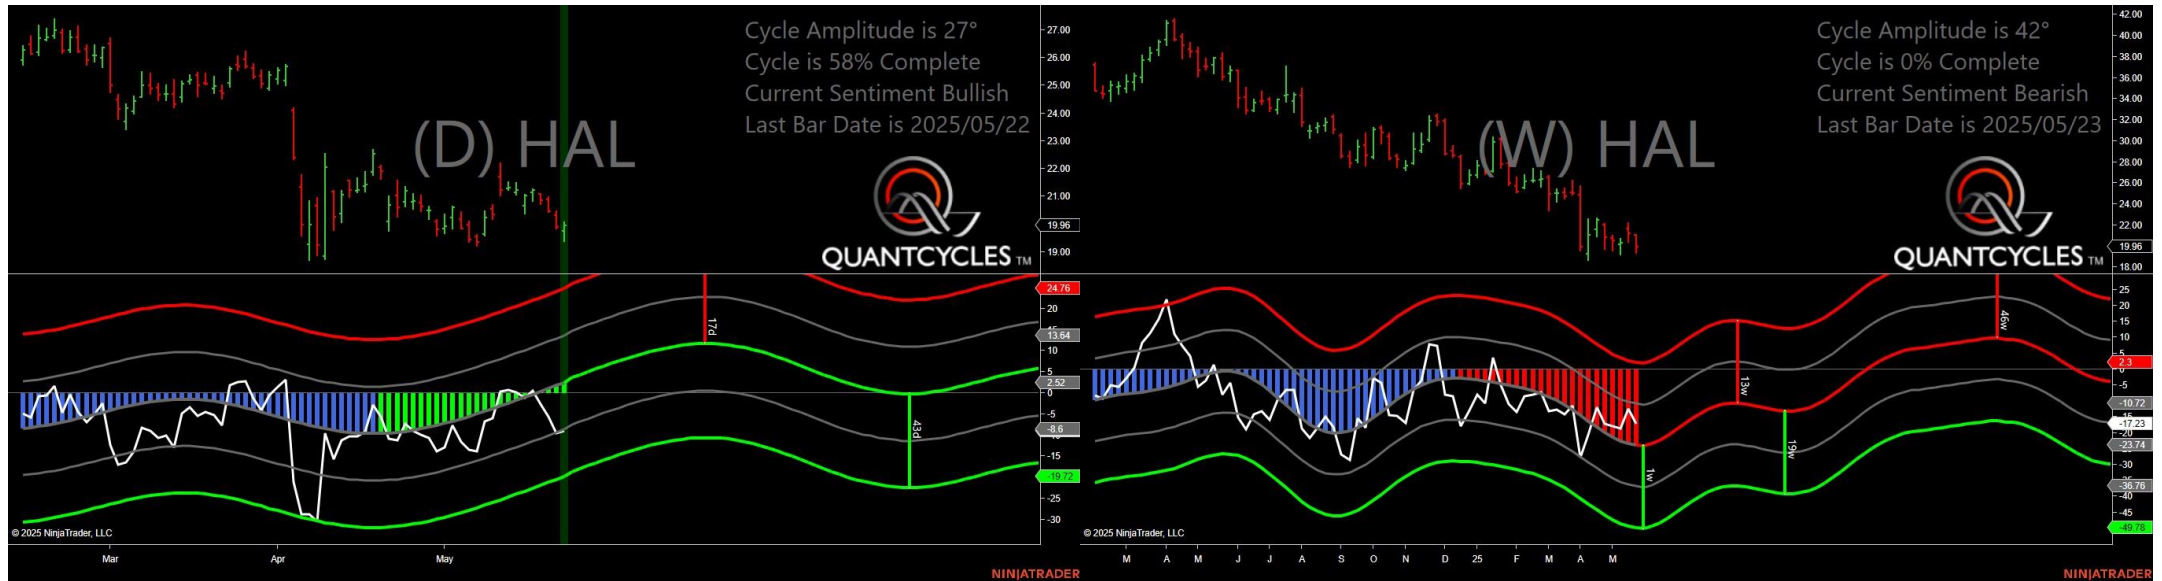 Cycle Amplitude is 27°
Cycle is 58% Complete
Current Sentiment Bullish
Last Bar Date is 2025/05/22
(D) HAL
QUANTCYCLES TM
27.00
26.00
25.00
24.00
23.00
22.00
21.00
19.96
19.00
24.76
20
13.64
10
5
2.52
0
-5
-8.6
-15
-19.72
-25
-30
17d
43d
© 2025 NinjaTrader, LLC
Mar
Apr
May
NINJATRADER
Cycle Amplitude is 42°
Cycle is 0% Complete
Current Sentiment Bearish
Last Bar Date is 2025/05/23
(W) HAL
QUANTCYCLES TM
42.00
40.00
38.00
36.00
34.00
32.00
30.00
28.00
26.00
24.00
22.00
19.96
18.00
25
20
15
10
5
2.3
0
-5
-10.72
-17.23
-23.74
-30
-36.76
-40
-45
-49.78
1w
13w
19w
46w
© 2025 NinjaTrader, LLC
M A M J J A S O N D 25 F M A M
NINJATRADER